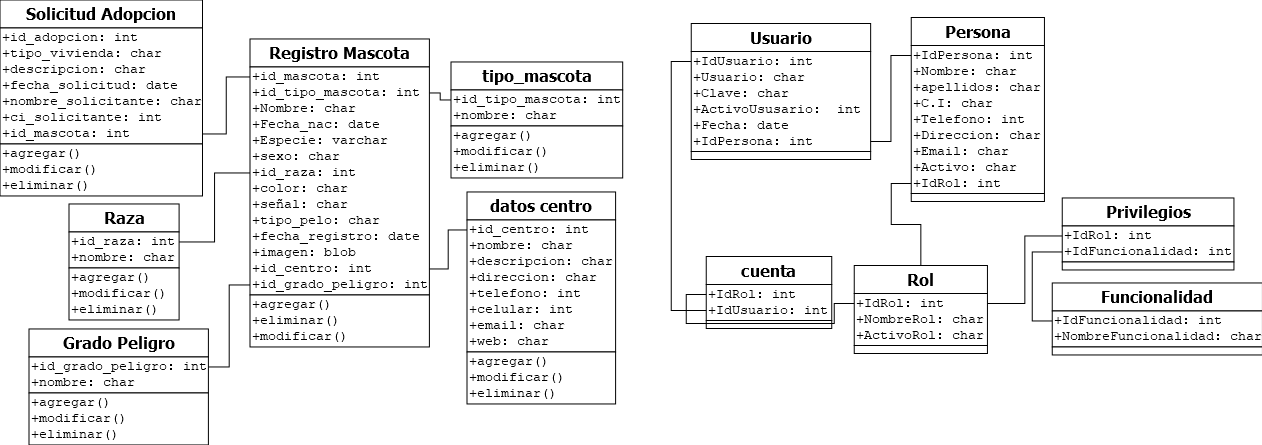 Solicitud Adopcion
+id_adopcion: int
+tipo_vivienda: char
+descripcion: char
+fecha_solicitud: date
+nombre_solicitante: char
+ci_solicitante: int
+id_mascota: int
+agregar()
+modificar()
+eliminar()
Raza
+id_raza: int
+nombre: char
+agregar()
+modificar()
+eliminar()
Grado Peligro
+id_grado_peligro: int
+nombre: char
+agregar()
+modificar()
+eliminar()
Registro Mascota
+id_mascota: int
+id_tipo_mascota: int
+Nombre: char
+Fecha_nac: date
+Especie: varchar
+sexo: char
+id_raza: int
+color: char
+señal: char
+tipo_pelo: char
+fecha_registro: date
+imagen: blob
+id_centro: int
+id_grado_peligro: int
+agregar()
+eliminar()
+modificar()
tipo_mascota
+id_tipo_mascota: int
+nombre: char
+agregar()
+modificar()
+eliminar()
datos centro
+id_centro: int
+nombre: char
+descripcion: char
+direccion: char
+telefono: int
+celular: int
+email: char
+web: char
+agregar()
+modificar()
+eliminar()
Usuario
+IdUsuario: int
+Usuario: char
+Clave: char
+ActivoUsusario: int
+Fecha: date
+IdPersona: int
Persona
+IdPersona: int
+Nombre: char
+apellidos: char
+C.I: char
+Telefono: int
+Direccion: char
+Email: char
+Activo: char
+IdRol: int
cuenta
+IdRol: int
+IdUsuario: int
Rol
+IdRol: int
+NombreRol: char
+ActivoRol: char
Privilegios
+IdRol: int
+IdFuncionalidad: int
Funcionalidad
+IdFuncionalidad: int
+NombreFuncionalidad: char